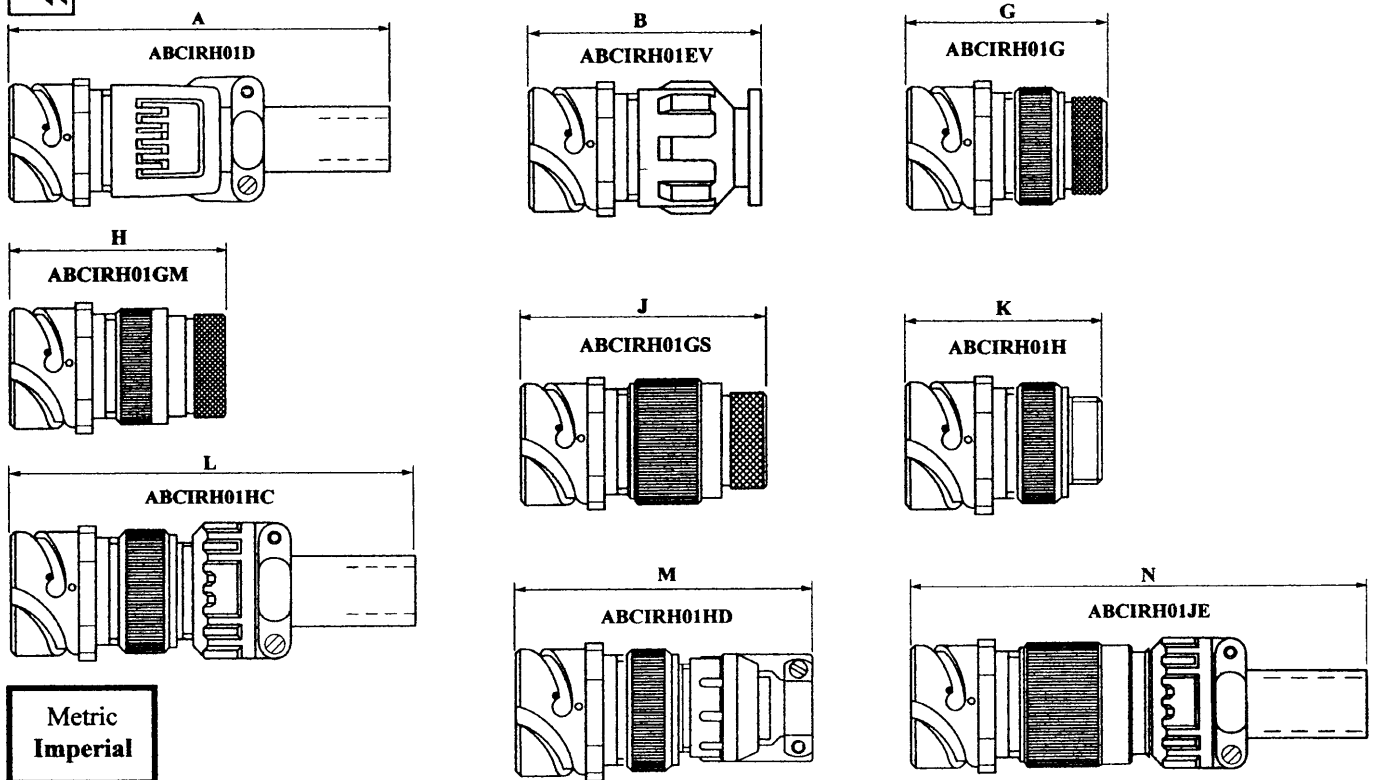 A
ABCIRH01D
B
ABCIRH01EV
G
ABCIRH01G
H
ABCIRH01GM
J
ABCIRH01GS
K
ABCIRH01H
L
ABCIRH01HC
M
ABCIRH01HD
N
ABCIRH01JE
Metric
Imperial